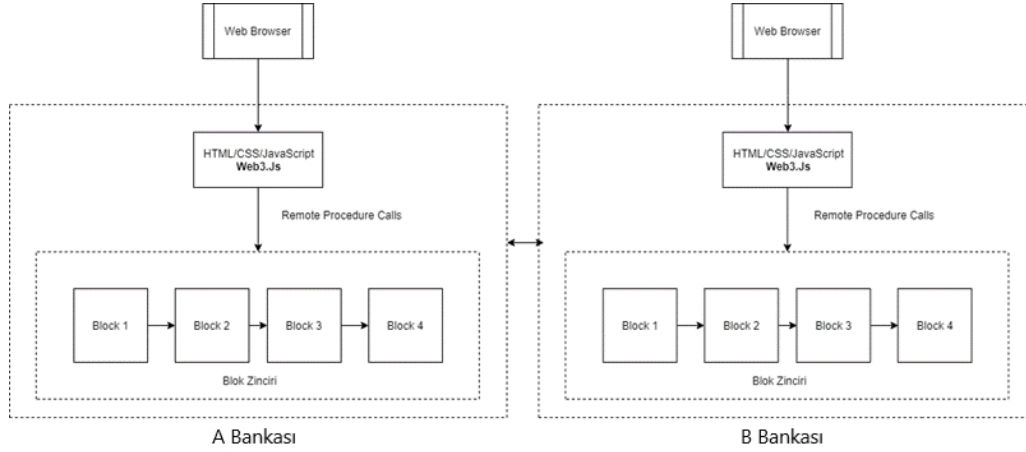 Web Browser
HTML/CSS/JavaScript
Web3.Js
Remote Procedure Calls
Block 1
Block 2
Block 3
Block 4
Blok Zinciri
A Bankası
Web Browser
HTML/CSS/JavaScript
Web3.Js
Remote Procedure Calls
Block 1
Block 2
Block 3
Block 4
Blok Zinciri
B Bankası